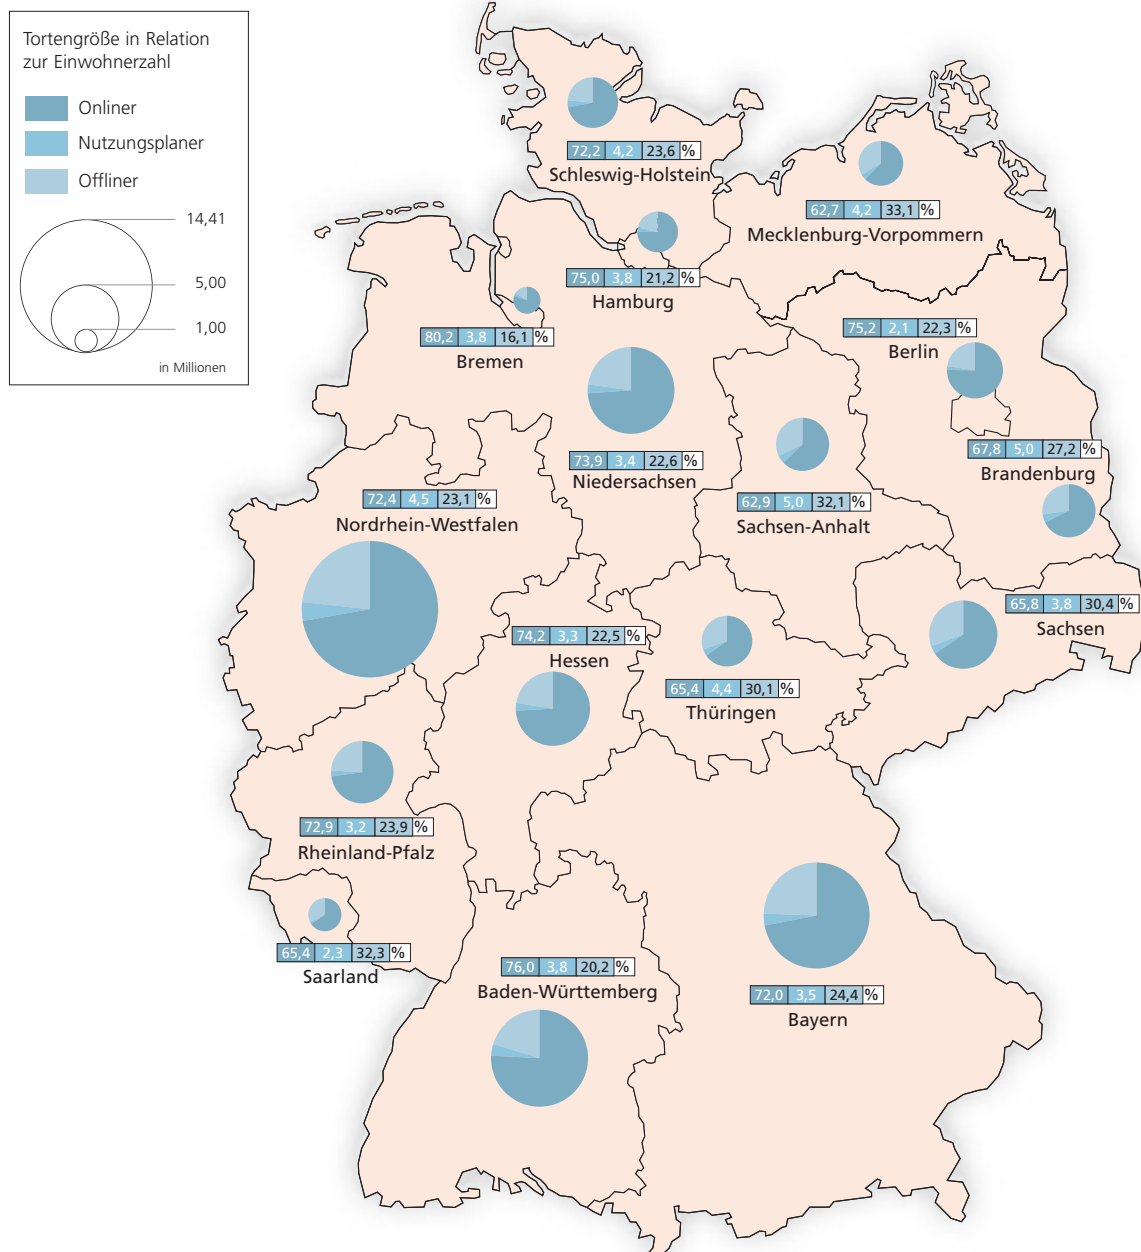 Tortengröße in Relation
zur Einwohnerzahl
Onliner
Nutzungsplaner
Offliner
14,41
5,00
1,00
in Millionen
72,2 4,2 23,6 %
Schleswig-Holstein
62,7 4,2 33,1 %
Mecklenburg-Vorpommern
75,0 3,8 21,2 %
Hamburg
80,2 3,8 16,1 %
Bremen
75,2 2,1 22,3 %
Berlin
73,9 3,4 22,6 %
Niedersachsen
67,8 5,0 27,2 %
Brandenburg
72,4 4,5 23,1 %
Nordrhein-Westfalen
62,9 5,0 32,1 %
Sachsen-Anhalt
65,8 3,8 30,4 %
Sachsen
74,2 3,3 22,5 %
Hessen
65,4 4,4 30,1 %
Thüringen
72,9 3,2 23,9 %
Rheinland-Pfalz
65,4 2,3 32,3 %
Saarland
76,0 3,8 20,2 %
Baden-Württemberg
72,0 3,5 24,4 %
Bayern